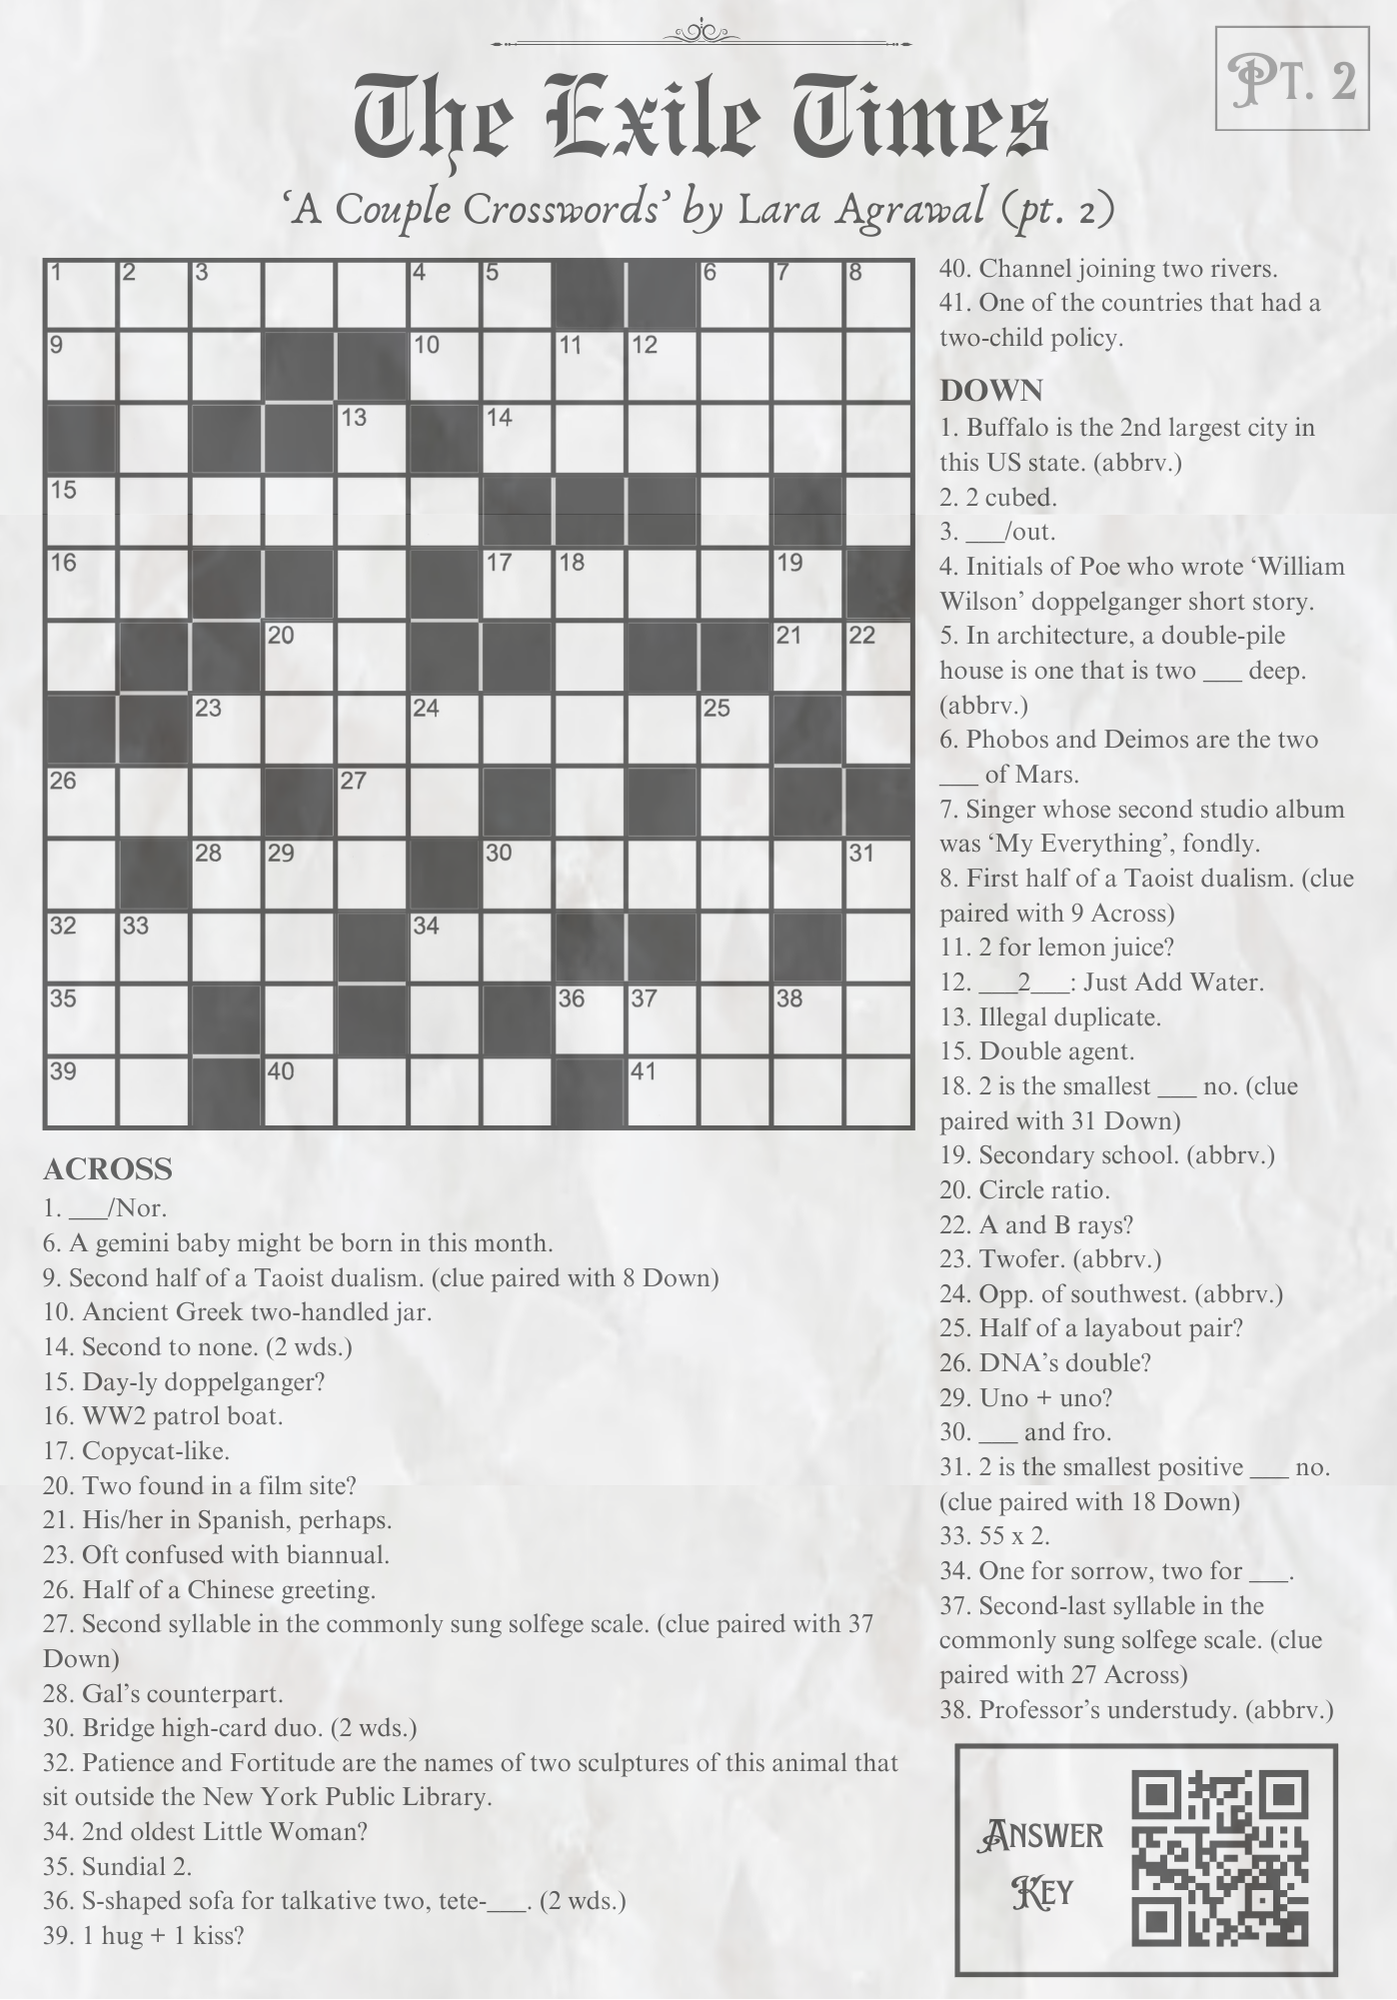 Pt. 2
The Exile Times
‘A Couple Crosswords’ by Lara Agrawal (pt. 2)
1 2 3 4 5 6 7 8
9 10 11 12
13 14
15
16 17 18 19
20 21 22
23 24 25
26 27
28 29 30 31
32 33 34
35 36 37 38
39 40 41
ACROSS
1. ___/Nor.
6. A gemini baby might be born in this month.
9. Second half of a Taoist dualism. (clue paired with 8 Down)
10. Ancient Greek two-handled jar.
14. Second to none. (2 wds.)
15. Day-ly doppelganger?
16. WW2 patrol boat.
17. Copycat-like.
20. Two found in a film site?
21. His/her in Spanish, perhaps.
23. Oft confused with biannual.
26. Half of a Chinese greeting.
27. Second syllable in the commonly sung solfege scale. (clue paired with 37
Down)
28. Gal’s counterpart.
30. Bridge high-card duo. (2 wds.)
32. Patience and Fortitude are the names of two sculptures of this animal that
sit outside the New York Public Library.
34. 2nd oldest Little Woman?
35. Sundial 2.
36. S-shaped sofa for talkative two, tete-___. (2 wds.)
39. 1 hug + 1 kiss?
40. Channel joining two rivers.
41. One of the countries that had a
two-child policy.
DOWN
1. Buffalo is the 2nd largest city in
this US state. (abbrv.)
2. 2 cubed.
3. ___/out.
4. Initials of Poe who wrote ‘William
Wilson’ doppelganger short story.
5. In architecture, a double-pile
house is one that is two ___ deep.
(abbrv.)
6. Phobos and Deimos are the two
___ of Mars.
7. Singer whose second studio album
was ‘My Everything’, fondly.
8. First half of a Taoist dualism. (clue
paired with 9 Across)
11. 2 for lemon juice?
12. ___2___: Just Add Water.
13. Illegal duplicate.
15. Double agent.
18. 2 is the smallest ___ no. (clue
paired with 31 Down)
19. Secondary school. (abbrv.)
20. Circle ratio.
22. A and B rays?
23. Twofer. (abbrv.)
24. Opp. of southwest. (abbrv.)
25. Half of a layabout pair?
26. DNA’s double?
29. Uno + uno?
30. ___ and fro.
31. 2 is the smallest positive ___ no.
(clue paired with 18 Down)
33. 55 x 2.
34. One for sorrow, two for ___.
37. Second-last syllable in the
commonly sung solfege scale. (clue
paired with 27 Across)
38. Professor’s understudy. (abbrv.)
Answer
Key